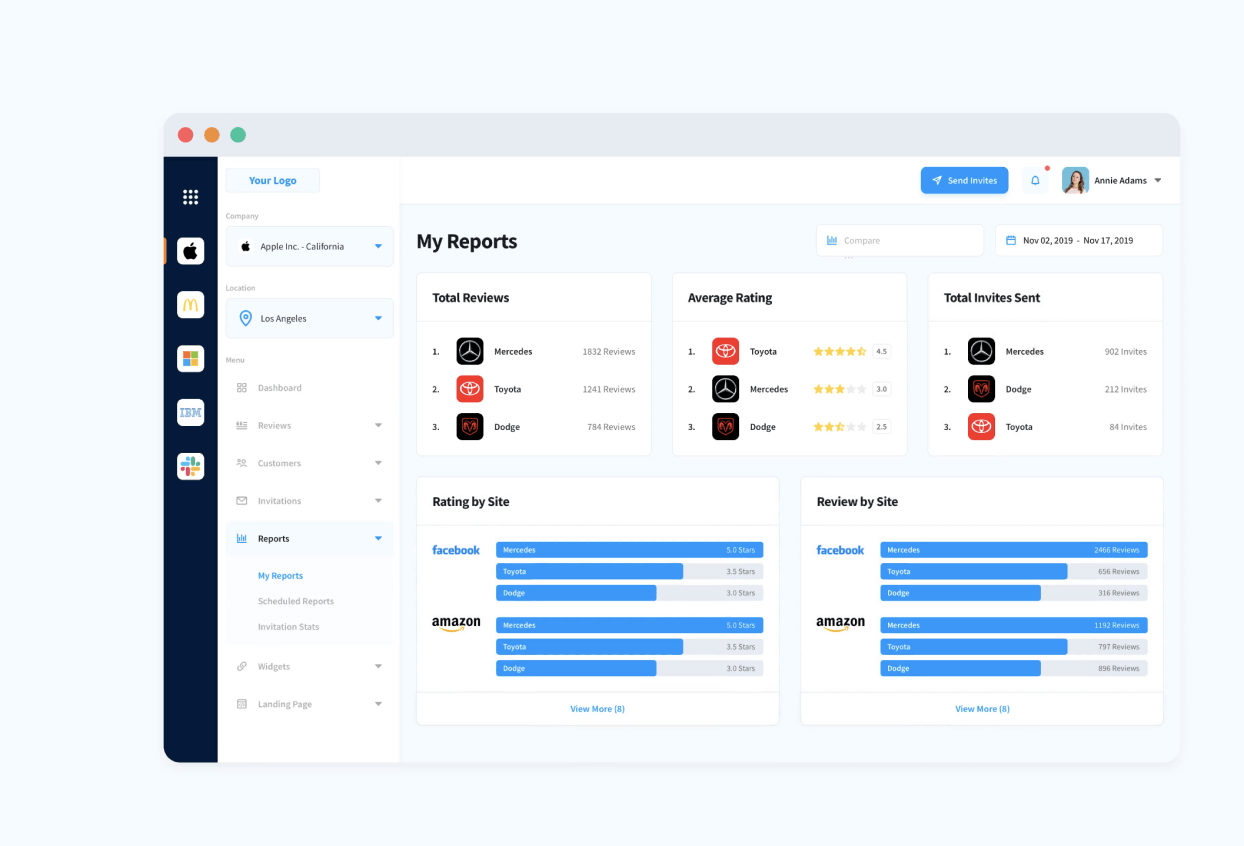 Your Logo
Send Invites
Annie Adams
Company
Apple Inc. - California
Location
Los Angeles
Menu
Dashboard
Reviews
Customers
Invitations
Reports
My Reports
Scheduled Reports
Invitation Stats
Widgets
Landing Page
IBM
My Reports
Compare
Nov 02, 2019 - Nov 17, 2019
Total Reviews
1. Mercedes 1832 Reviews
2. Toyota 1241 Reviews
3. Dodge 784 Reviews
Average Rating
1. Toyota 4.5
2. Mercedes 3.0
3. Dodge 2.5
Total Invites Sent
1. Mercedes 902 Invites
2. Dodge 212 Invites
3. Toyota 84 Invites
Rating by Site
facebook
Mercedes 5.0 Stars
Toyota 3.5 Stars
Dodge 3.0 Stars
amazon
Mercedes 5.0 Stars
Toyota 3.5 Stars
Dodge 3.0 Stars
View More (8)
Review by Site
facebook
Mercedes 2466 Reviews
Toyota 656 Reviews
Dodge 316 Reviews
amazon
Mercedes 1192 Reviews
Toyota 797 Reviews
Dodge 896 Reviews
View More (8)